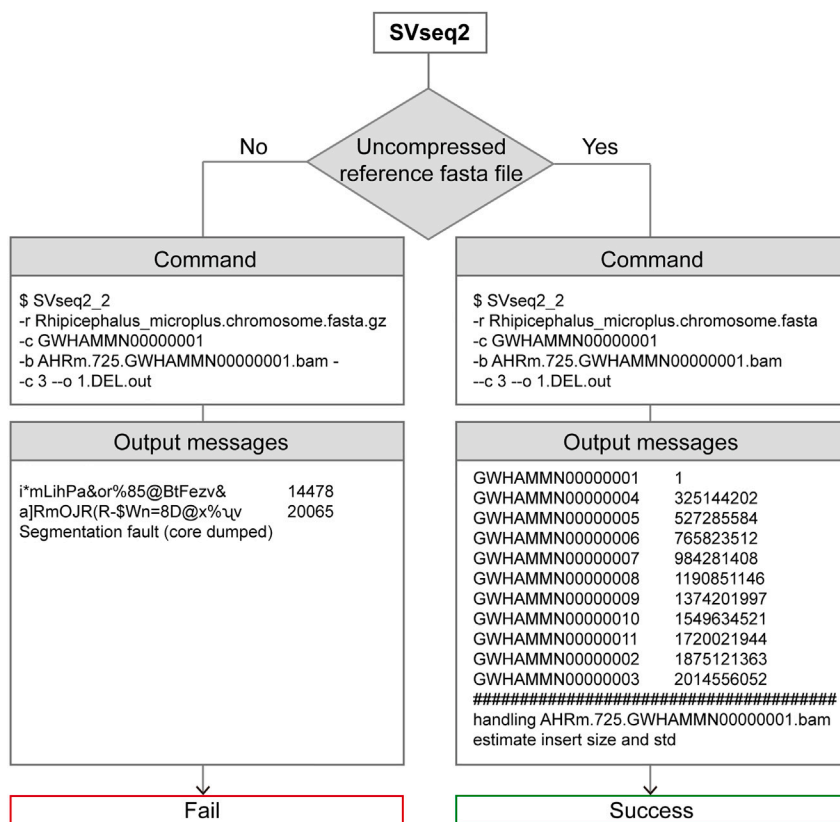 SVseq2
No
Uncompressed
reference fasta file
Yes
Command
$ SVseq2_2
-r Rhipicephalus_microplus.chromosome.fasta.gz
-c GWHAMMN00000001
-b AHRm.725.GWHAMMN00000001.bam -
-c 3 --o 1.DEL.out
Output messages
i*mLihPa&or%85@BtFezv& 14478
a]RmOJR(R-$Wn=8D@x% 20065
Segmentation fault (core dumped)
Fail
Command
$ SVseq2_2
-r Rhipicephalus_microplus.chromosome.fasta
-c GWHAMMN00000001
-b AHRm.725.GWHAMMN00000001.bam
--c 3 --o 1.DEL.out
Output messages
GWHAMMN00000001 1
GWHAMMN00000004 325144202
GWHAMMN00000005 527285584
GWHAMMN00000006 765823512
GWHAMMN00000007 984281408
GWHAMMN00000008 1190851146
GWHAMMN00000009 1374201997
GWHAMMN00000010 1549634521
GWHAMMN00000011 1720021944
GWHAMMN00000002 1875121363
GWHAMMN00000003 2014556052
########################################
handling AHRm.725.GWHAMMN00000001.bam
estimate insert size and std
Success